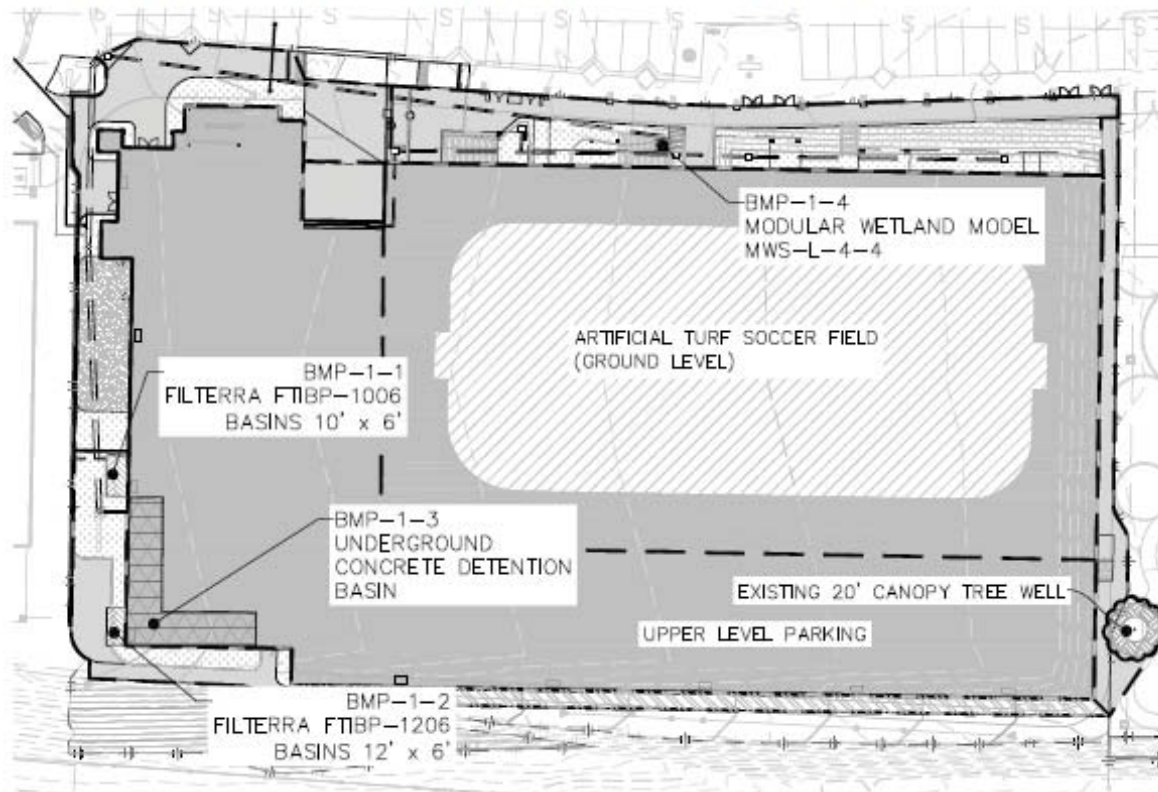 S S S S S S
BMP-1-4
MODULAR WETLAND MODEL
MWS-L-4-4
ARTIFICIAL TURF SOCCER FIELD
(GROUND LEVEL)
BMP-1-1
FILTERRA FTIBP-1006
BASINS 10' x 6'
BMP-1-3
UNDERGROUND
CONCRETE DETENTION
BASIN
EXISTING 20' CANOPY TREE WELL
UPPER LEVEL PARKING
BMP-1-2
FILTERRA FTIBP-1206
BASINS 12' x 6'